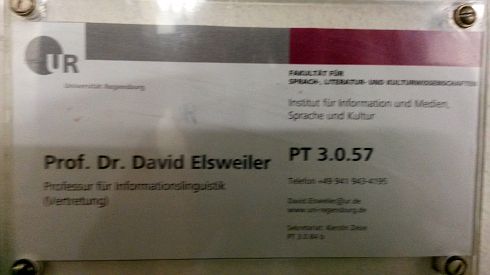 UR
Universität Regensburg
FAKULTÄT FÜR
SPRACH-, LITERATUR- UND KULTURWISSENSCHAFTEN
Institut für Information und Medien,
Sprache und Kultur
Prof. Dr. David Elsweiler
PT 3.0.57
Professur für Informationslinguistik
(Vertretung)
Telefon +49 941 943-4195
David.Elsweiler@ur.de
www.uni-regensburg.de
Sekretariat: Kerstin
PT 3.0.84 b